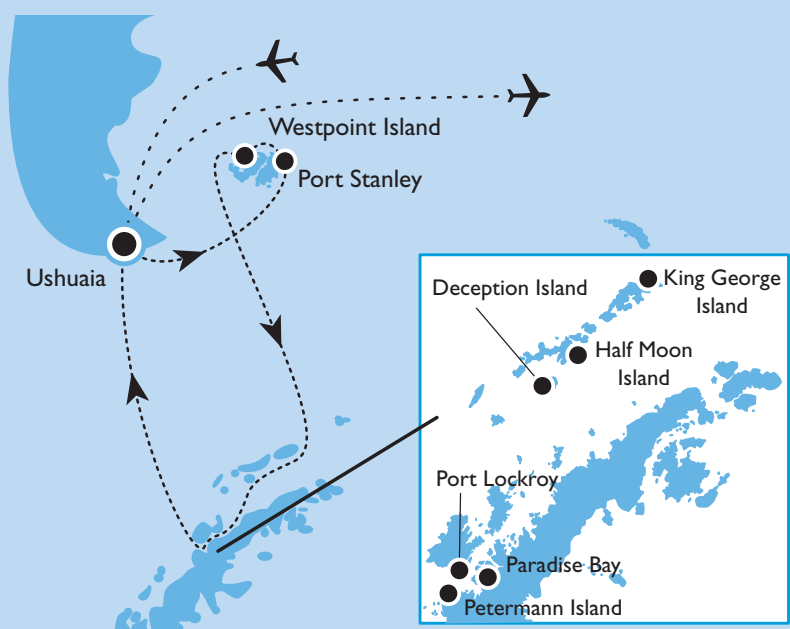 Westpoint Island
Port Stanley
Ushuaia
King George
Island
Deception Island
Half Moon
Island
Port Lockroy
Paradise Bay
Petermann Island